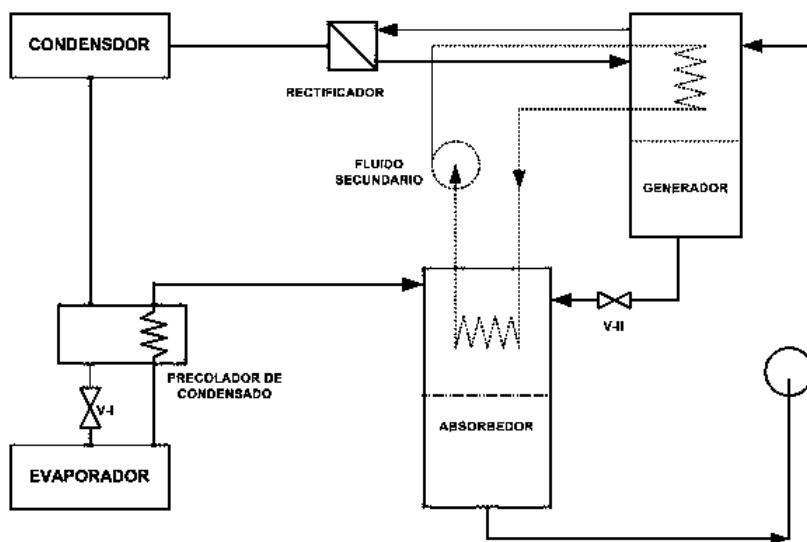 CONDENSDOR
RECTIFICADOR
FLUIDO
SECUNDARIO
GENERADOR
V-II
PRECOLADOR DE
CONDENSADO
V-I
ABSORBEDOR
EVAPORADOR